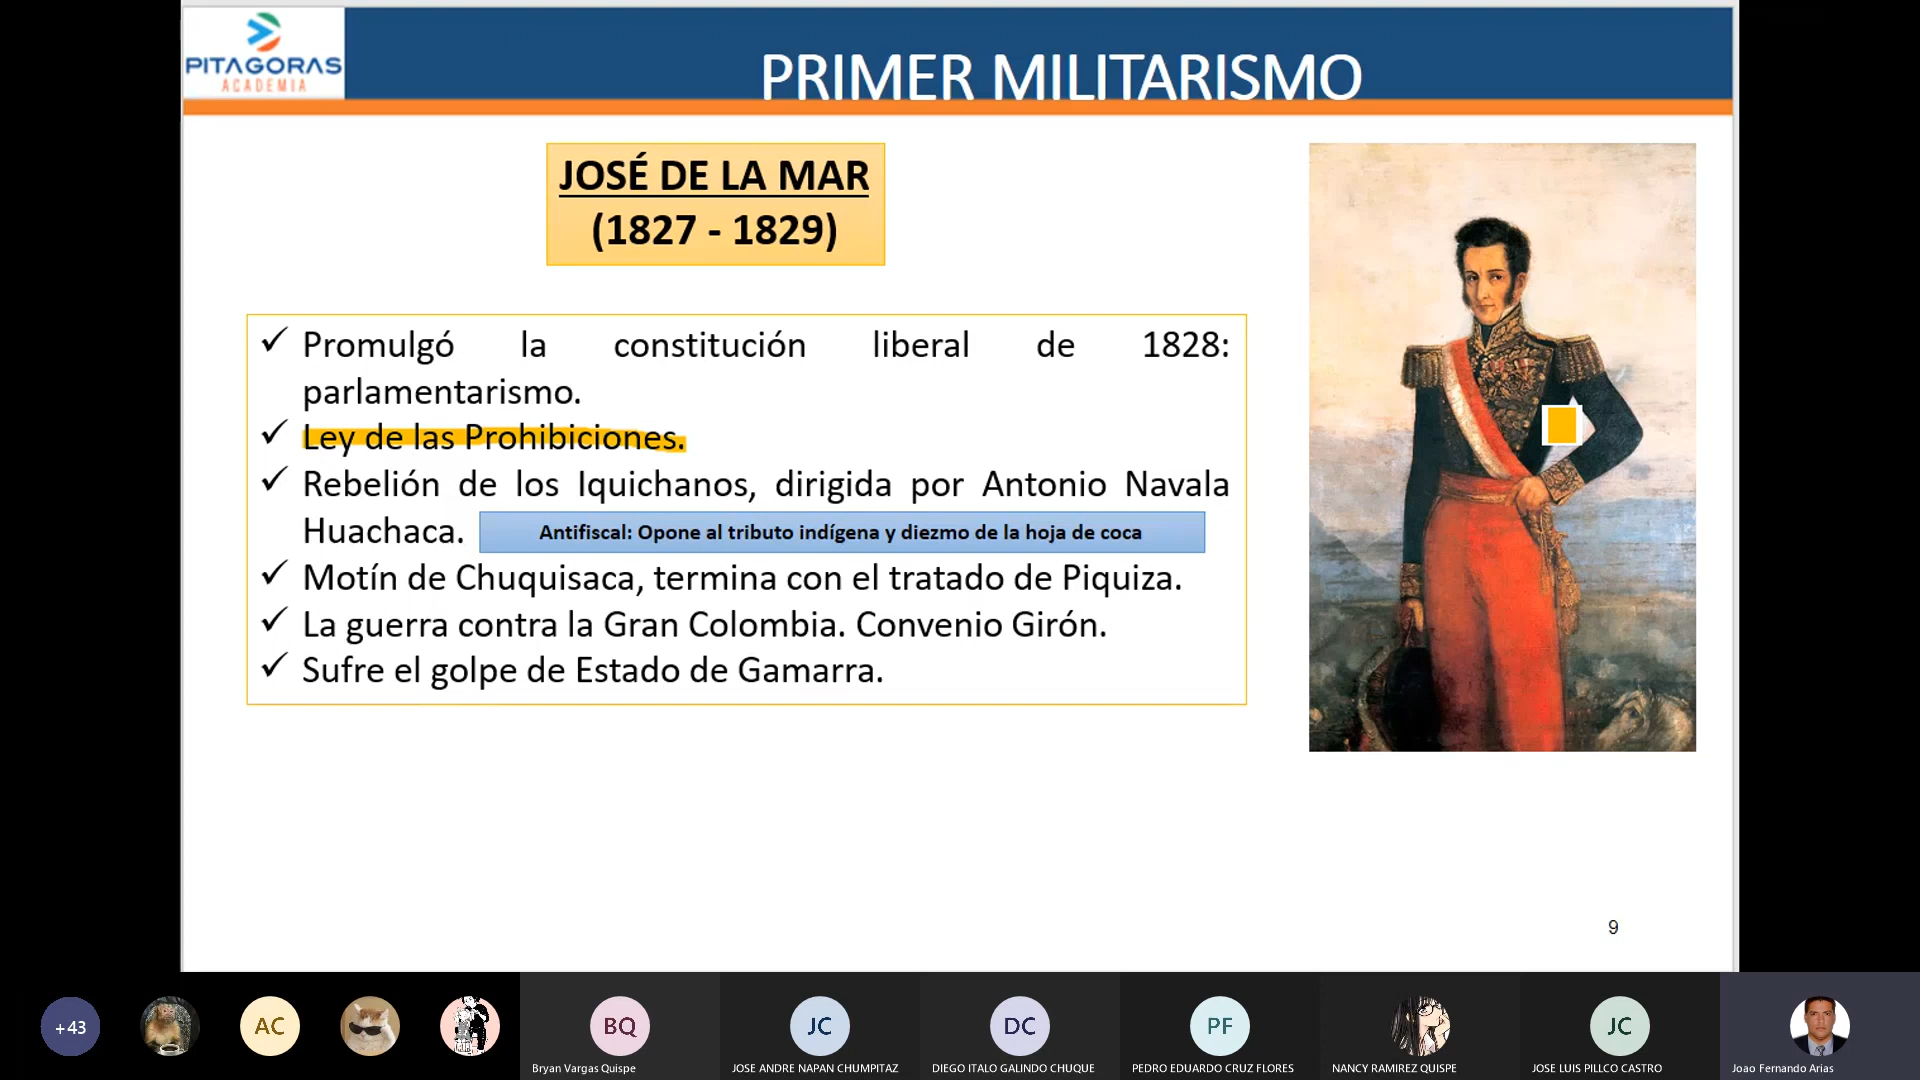 PITAGORAS
ACADEMIA
PRIMER MILITARISMO
JOSÉ DE LA MAR
(1827 - 1829)
✓ Promulgó la constitución liberal de 1828:
parlamentarismo.
✓ Ley de las Prohibiciones.
✓ Rebelión de los Iquichanos, dirigida por Antonio Navala
Huachaca.
Antifiscal: Opone al tributo indígena y diezmo de la hoja de coca
✓ Motín de Chuquisaca, termina con el tratado de Piquiza.
✓ La guerra contra la Gran Colombia. Convenio Girón.
✓ Sufre el golpe de Estado de Gamarra.
9
+43
AC
BQ
JC
DC
PF
JC
Bryan Vargas Quispe
JOSE ANDRE NAPAN CHUMPITAZ
DIEGO ITALO GALINDO CHUQUE
PEDRO EDUARDO CRUZ FLORES
NANCY RAMIREZ QUISPE
JOSE LUIS PILLCO CASTRO
Joao Fernando Arias